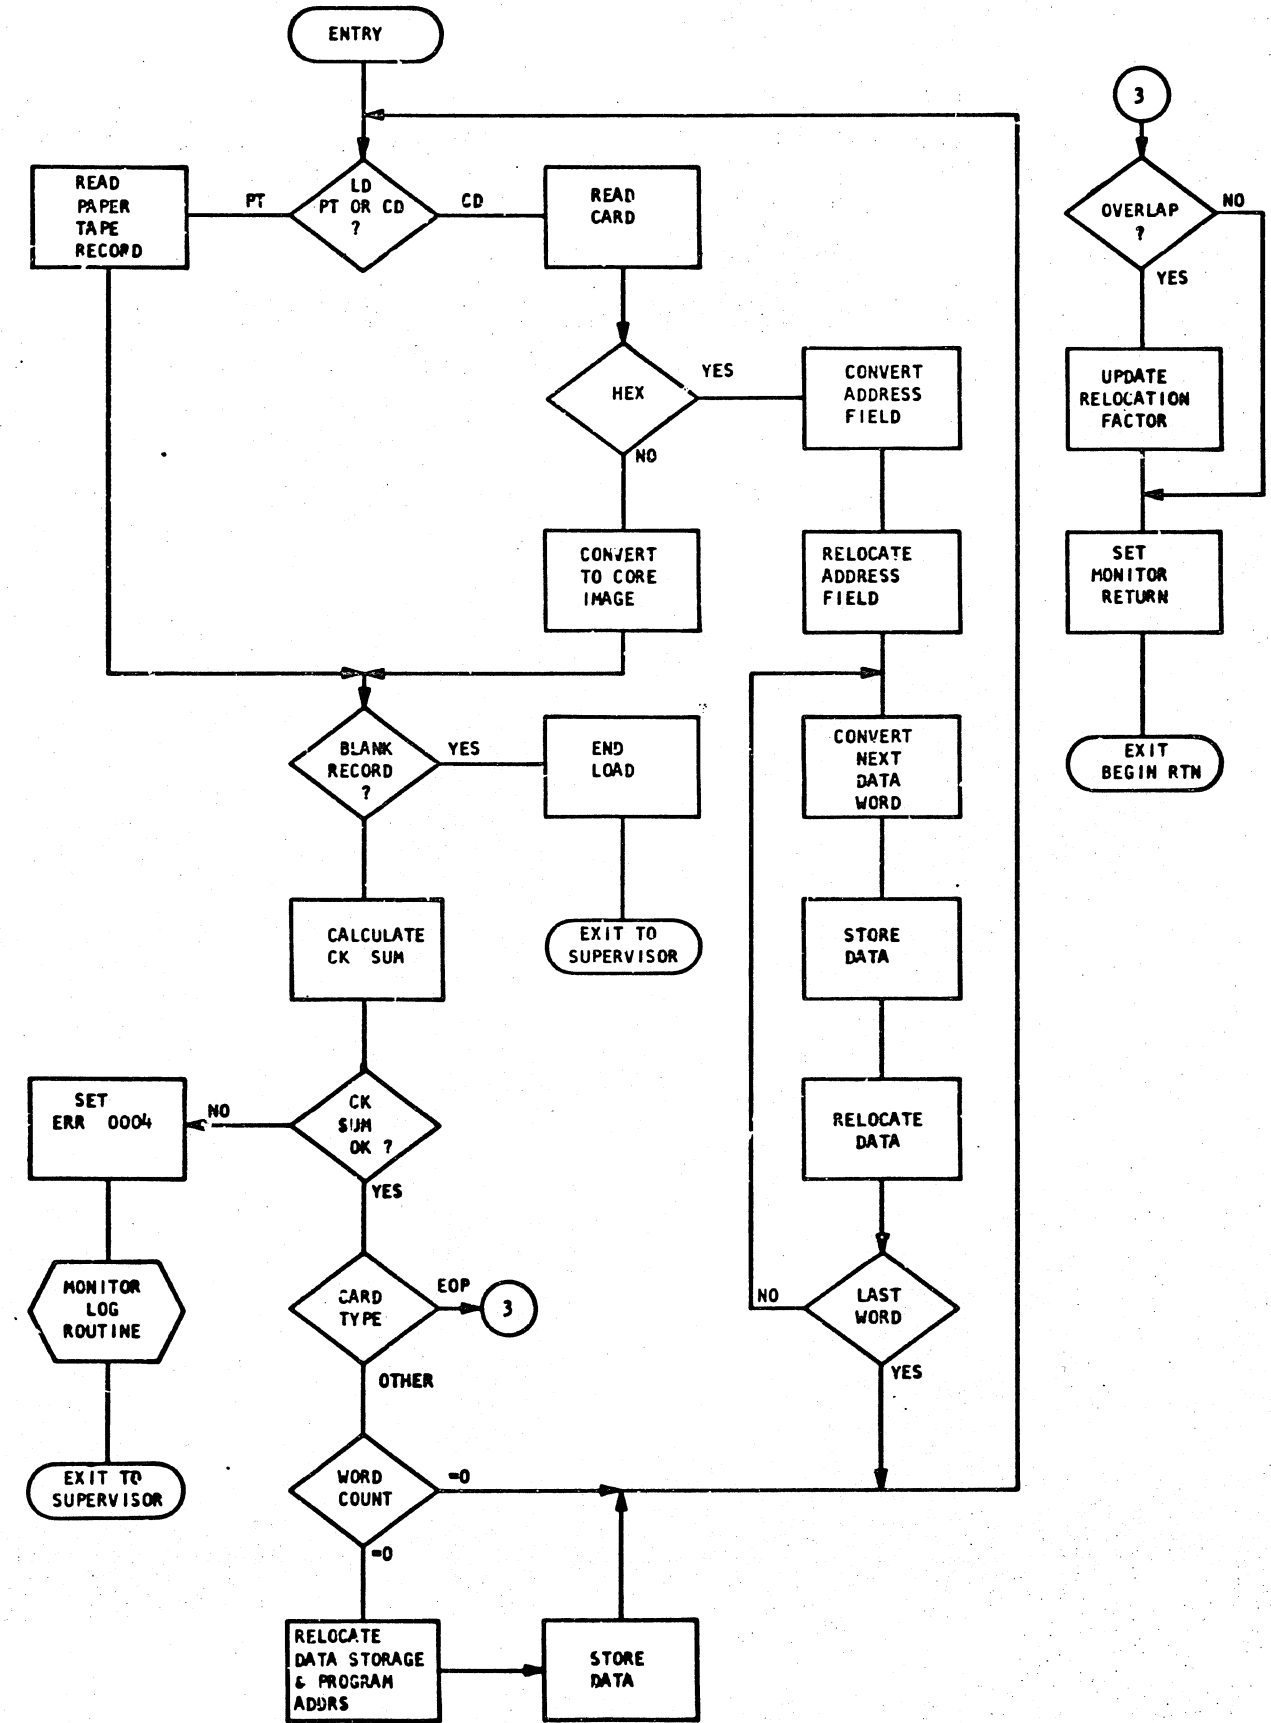 ENTRY
3
READ
PAPER
TAPE
RECORD
PT
LD
PT OR CD
?
CD
READ
CARD
OVERLAP
?
NO
YES
HEX
YES
NO
CONVERT
ADDRESS
FIELD
UPDATE
RELOCATION
FACTOR
CONVERT
TO CORE
IMAGE
RELOCATE
ADDRESS
FIELD
SET
MONITOR
RETURN
BLANK
RECORD
?
YES
END
LOAD
CONVERT
NEXT
DATA
WORD
EXIT
BEGIN RTN
CALCULATE
CK SUM
EXIT TO
SUPERVISOR
STORE
DATA
SET
ERR 0004
NO
CK
SUM
OK ?
YES
RELOCATE
DATA
MONITOR
LOG
ROUTINE
CARD
TYPE
EOP
3
OTHER
NO
LAST
WORD
YES
EXIT TO
SUPERVISOR
WORD
COUNT
=0
=0
RELOCATE
DATA STORAGE
& PROGRAM
ADDRS
STORE
DATA